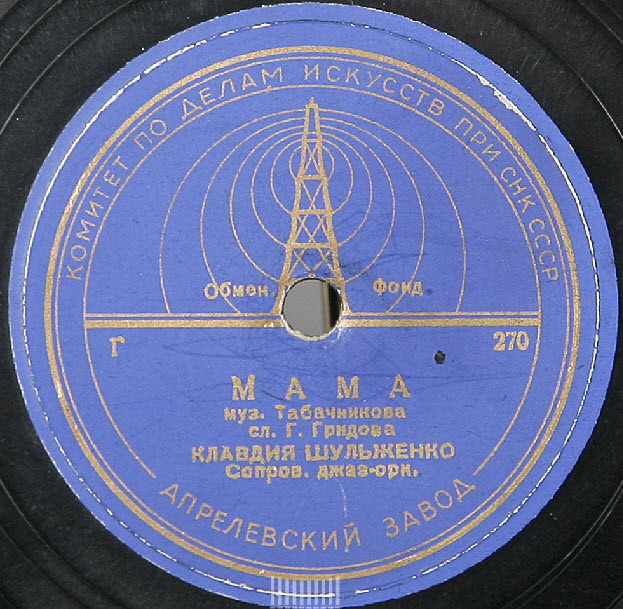 КОМИТЕТ ПО ДЕЛАМ ИСКУССТВ ПРИ СНК СССР
Обмен. Фонд
Г 270
МАМА
муз. Табачникова
сл. Г. Гридова
КЛАВДИЯ ШУЛЬЖЕНКО
Сопров. джаз-орк.
АПРЕЛЕВСКИЙ ЗАВОД